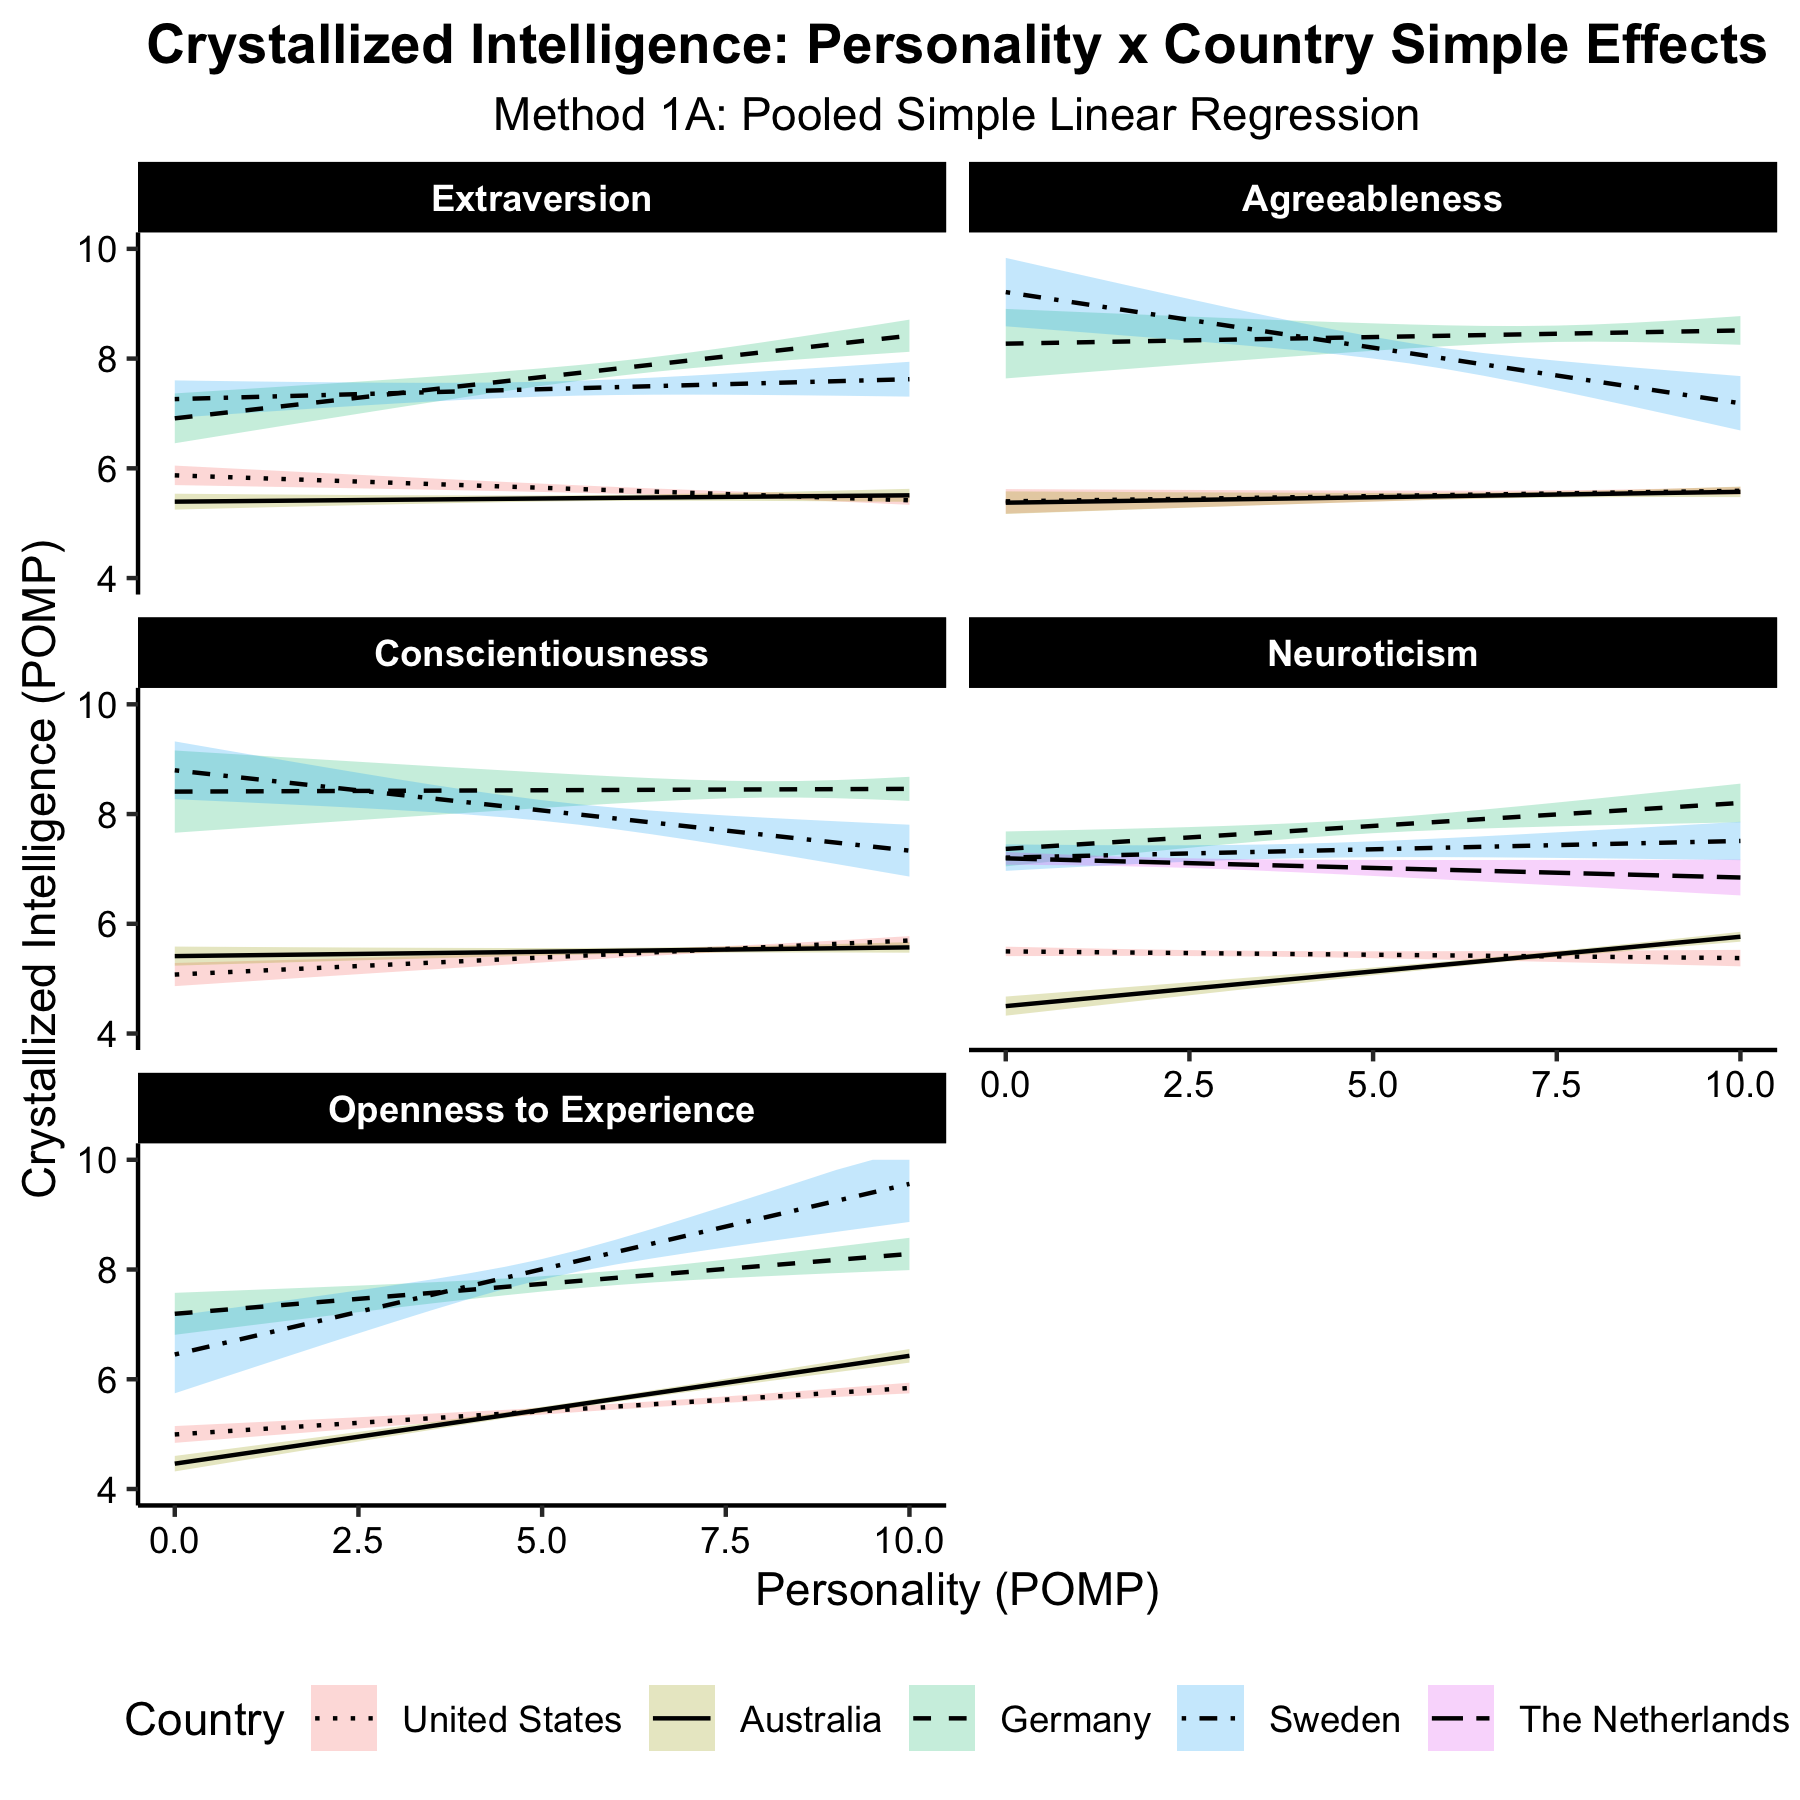 Crystallized Intelligence: Personality x Country Simple Effects
Method 1A: Pooled Simple Linear Regression
Extraversion
Agreeableness
10
8
6
4
Conscientiousness
Neuroticism
10
8
6
4
0.0 2.5 5.0 7.5 10.0
Openness to Experience
10
8
6
4
0.0 2.5 5.0 7.5 10.0
Crystallized Intelligence (POMP)
Personality (POMP)
Country United States Australia Germany Sweden The Netherlands